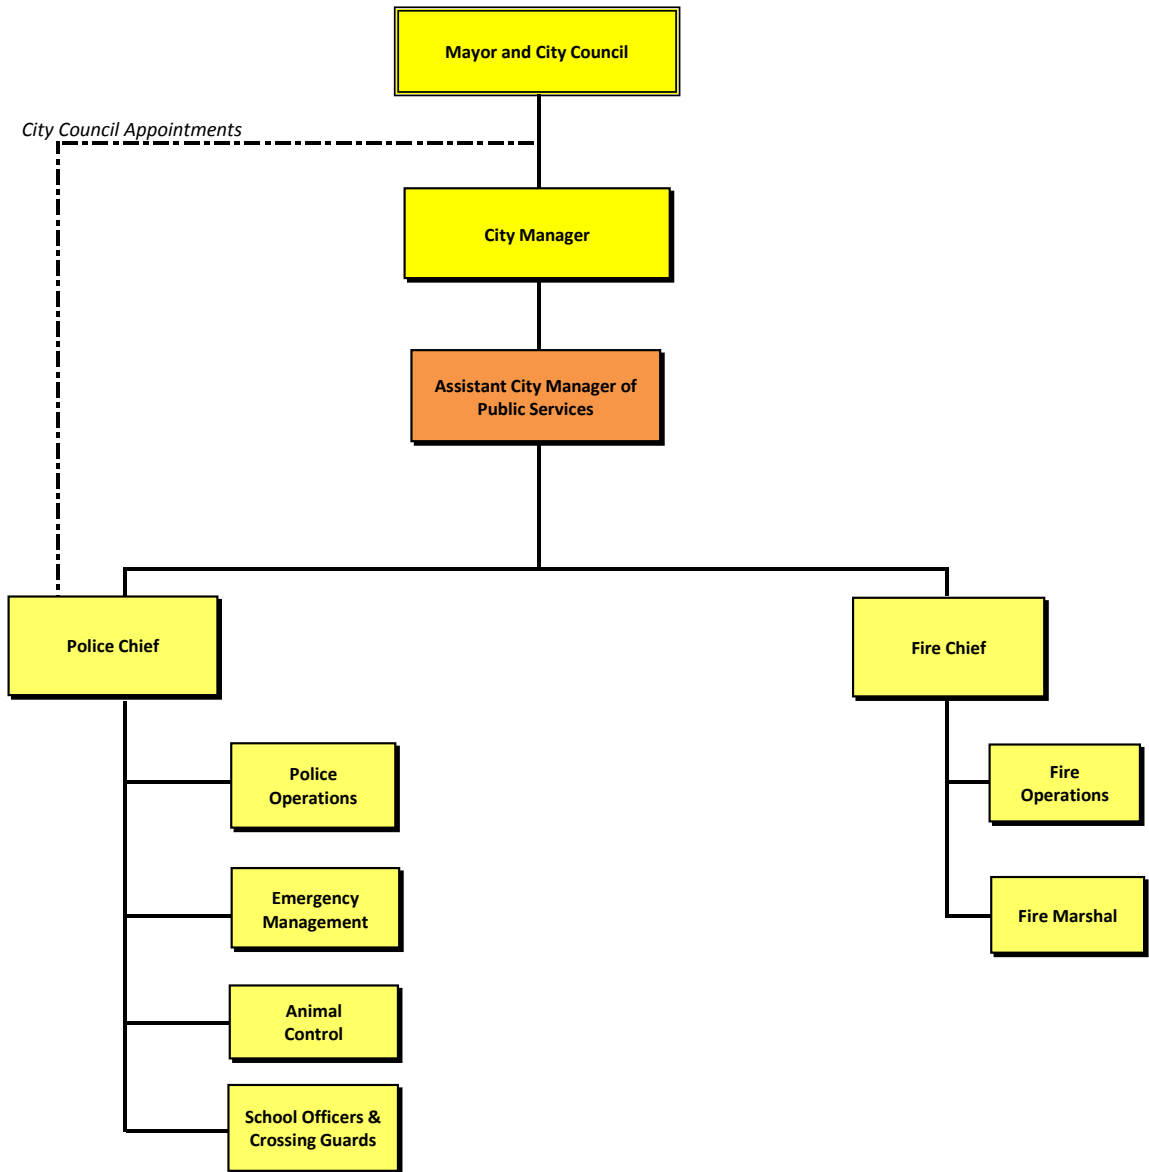 Mayor and City Council
City Council Appointments
City Manager
Assistant City Manager of
Public Services
Police Chief
Fire Chief
Police
Operations
Fire
Operations
Emergency
Management
Fire Marshal
Animal
Control
School Officers &
Crossing Guards